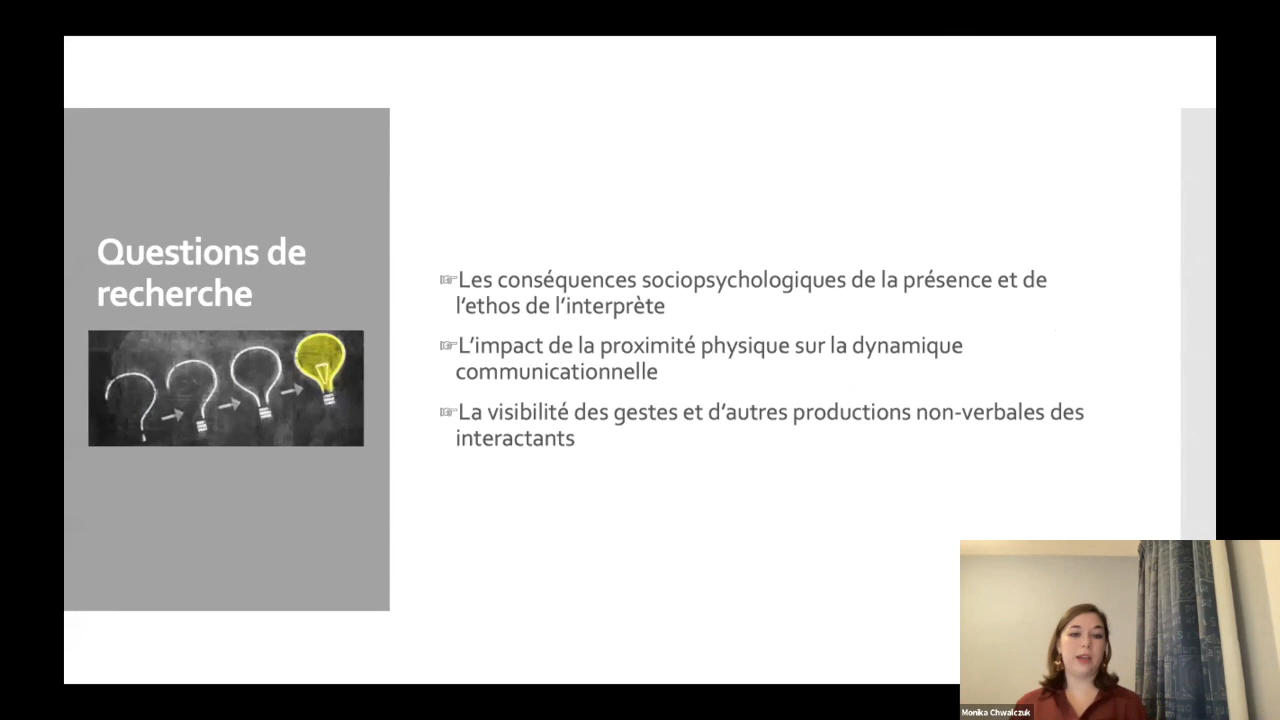 Questions de
recherche
☞Les conséquences sociopsychologiques de la présence et de
l’ethos de l’interprète
☞L’impact de la proximité physique sur la dynamique
communicationnelle
☞La visibilité des gestes et d’autres productions non-verbales des
interactants
Monika Chwalczuk